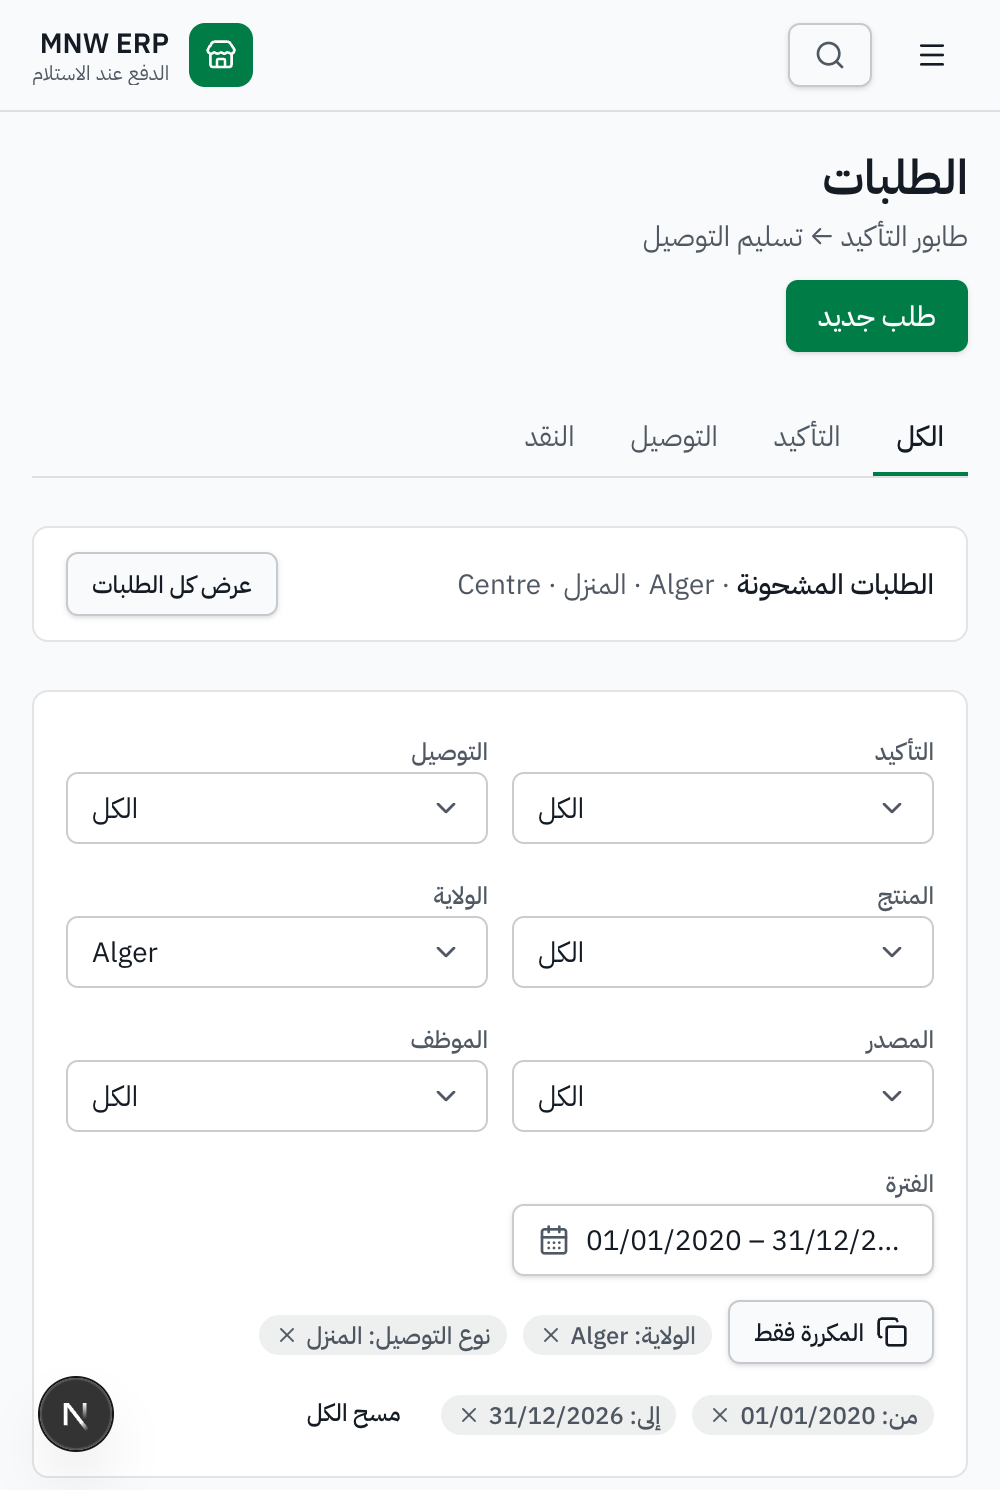 MNW ERP
الدفع عند الاستلام
الطلبات
طابور التأكيد ← تسليم التوصيل
طلب جديد
الكل
التأكيد
التوصيل
النقد
الطلبات المشحونة · Alger · المنزل · Centre
عرض كل الطلبات
التأكيد
الكل
التوصيل
الكل
المنتج
الكل
الولاية
Alger
المصدر
الكل
الموظف
الكل
الفترة
01/01/2020 – 31/12/2...
المكررة فقط
الولاية: Alger ×
نوع التوصيل: المنزل ×
من: 01/01/2020 ×
إلى: 31/12/2026 ×
مسح الكل
N